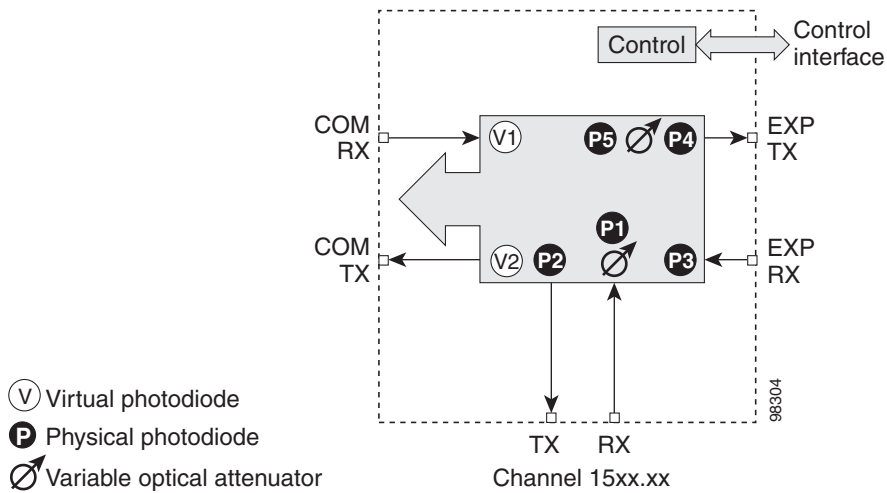 Control
Control
interface
COM
RX
V1
P5
P4
EXP
TX
P1
COM
TX
V2
P2
P3
EXP
RX
98304
V Virtual photodiode
P Physical photodiode
Variable optical attenuator
TX
RX
Channel 15xx.xx